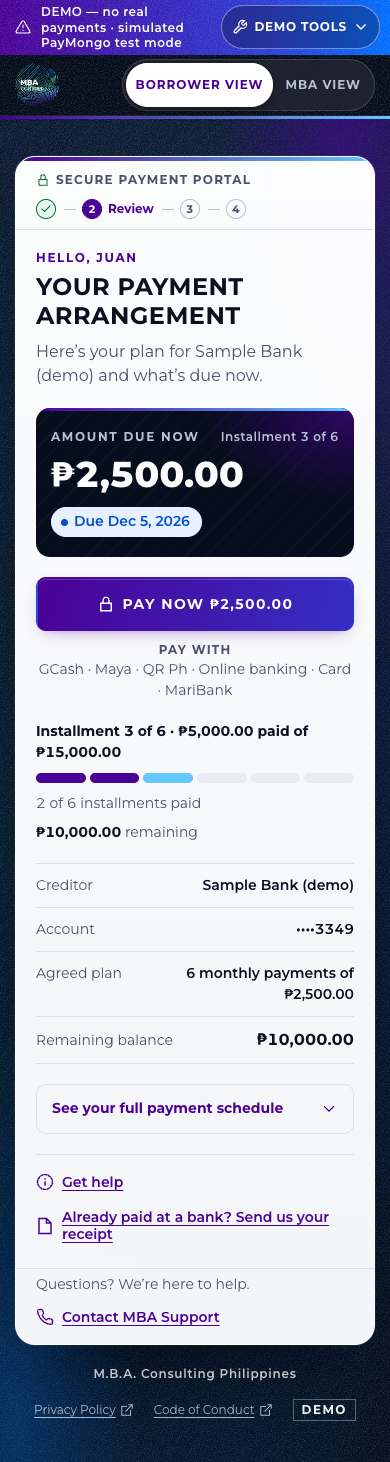 DEMO — no real
payments · simulated
PayMongo test mode
DEMO TOOLS
MBA
BORROWER VIEW
MBA VIEW
SECURE PAYMENT PORTAL
2 Review 3 4
HELLO, JUAN
YOUR PAYMENT
ARRANGEMENT
Here’s your plan for Sample Bank
(demo) and what’s due now.
AMOUNT DUE NOW Installment 3 of 6
₱2,500.00
Due Dec 5, 2026
PAY NOW ₱2,500.00
PAY WITH
GCash · Maya · QR Ph · Online banking · Card
· MariBank
Installment 3 of 6 · ₱5,000.00 paid of
₱15,000.00
2 of 6 installments paid
₱10,000.00 remaining
Creditor Sample Bank (demo)
Account ••••3349
Agreed plan 6 monthly payments of
₱2,500.00
Remaining balance ₱10,000.00
See your full payment schedule
Get help
Already paid at a bank? Send us your
receipt
Questions? We’re here to help.
Contact MBA Support
M.B.A. Consulting Philippines
Privacy Policy Code of Conduct DEMO